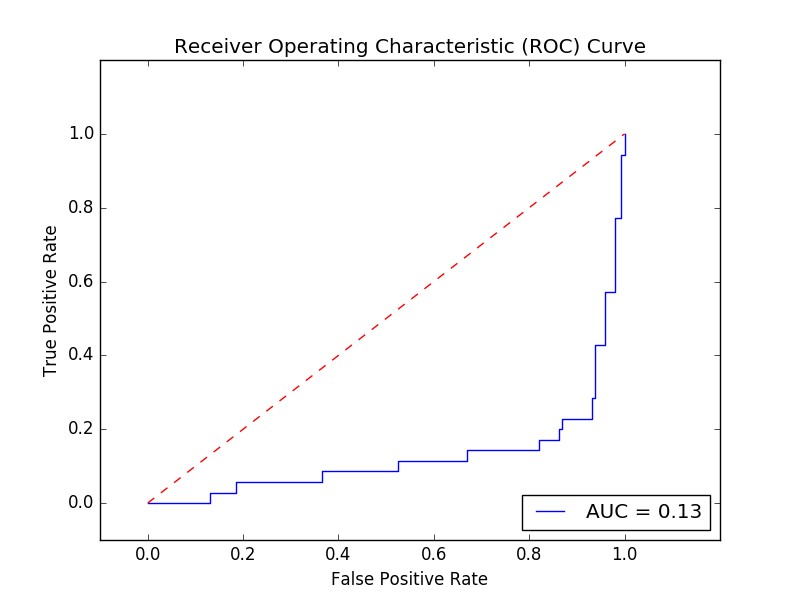 Receiver Operating Characteristic (ROC) Curve
True Positive Rate
1.0
0.8
0.6
0.4
0.2
0.0
AUC = 0.13
0.0 0.2 0.4 0.6 0.8 1.0
False Positive Rate